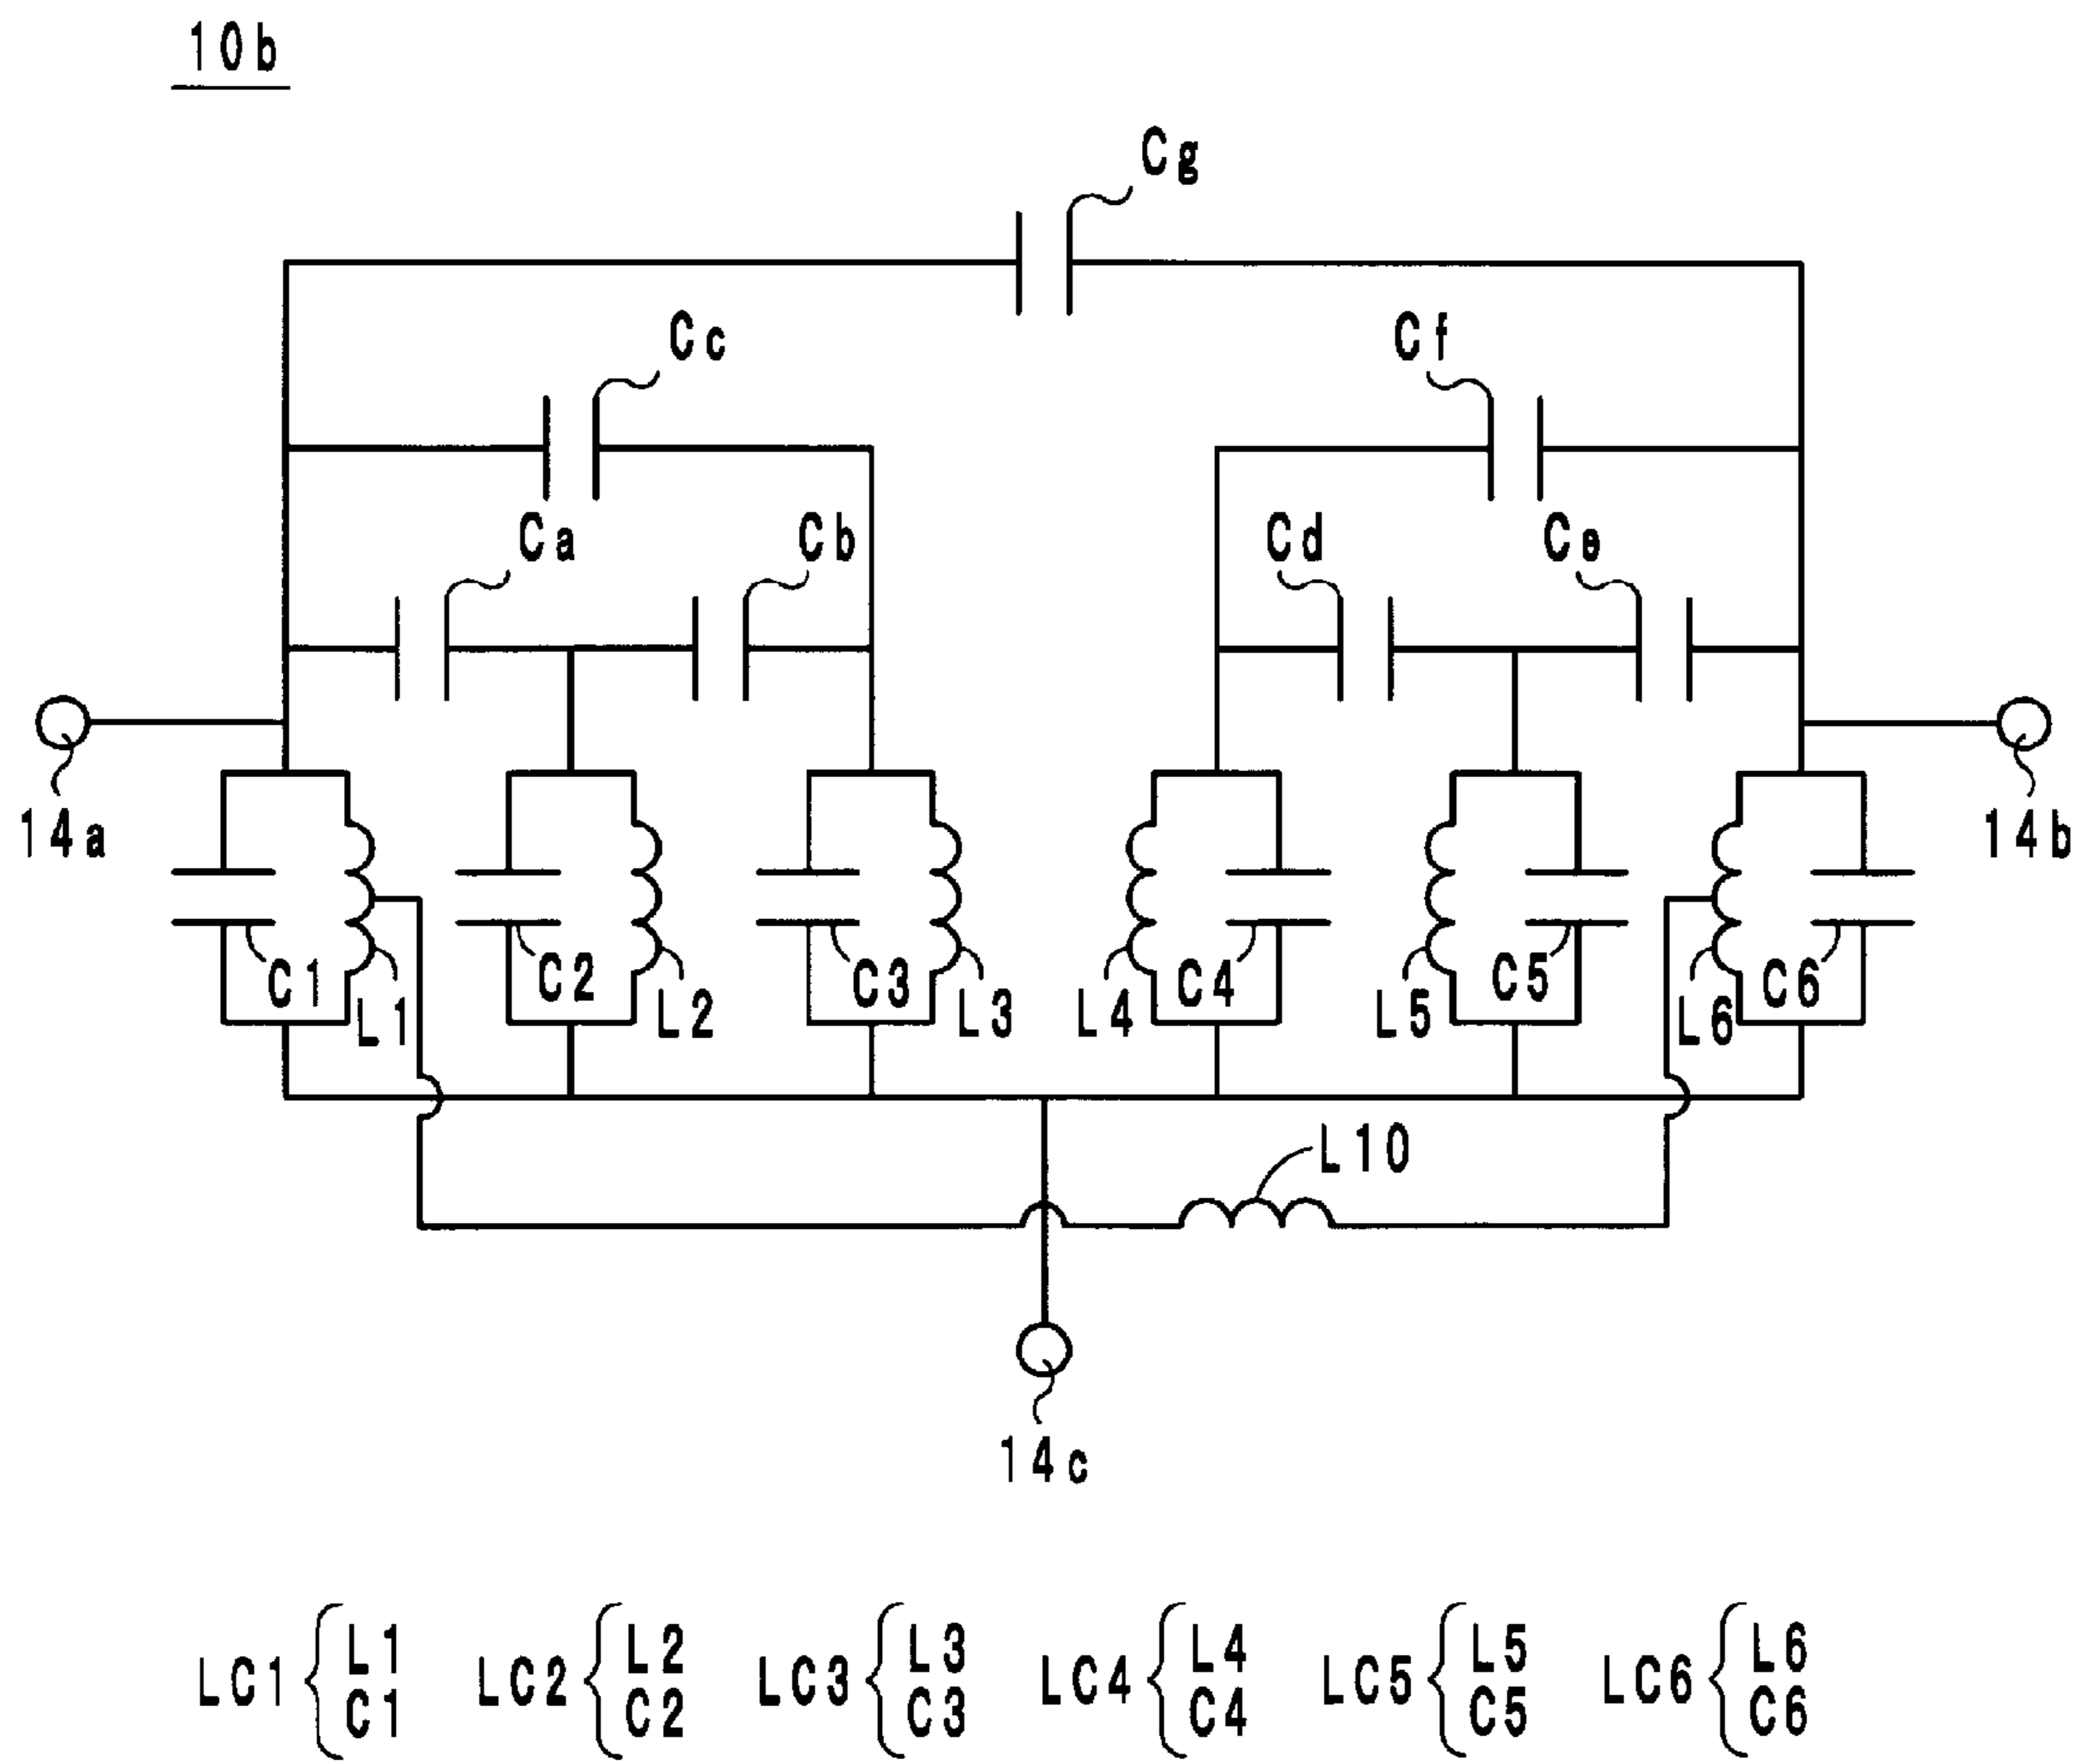 10b
Cg
Cc
Cf
Ca
Cb
Cd
Ce
14a
14b
C1
L1
C2
L2
C3
L3
L4
C4
L5
C5
L6
C6
L10
14c
LC1 { L1 C1
LC2 { L2 C2
LC3 { L3 C3
LC4 { L4 C4
LC5 { L5 C5
LC6 { L6 C6